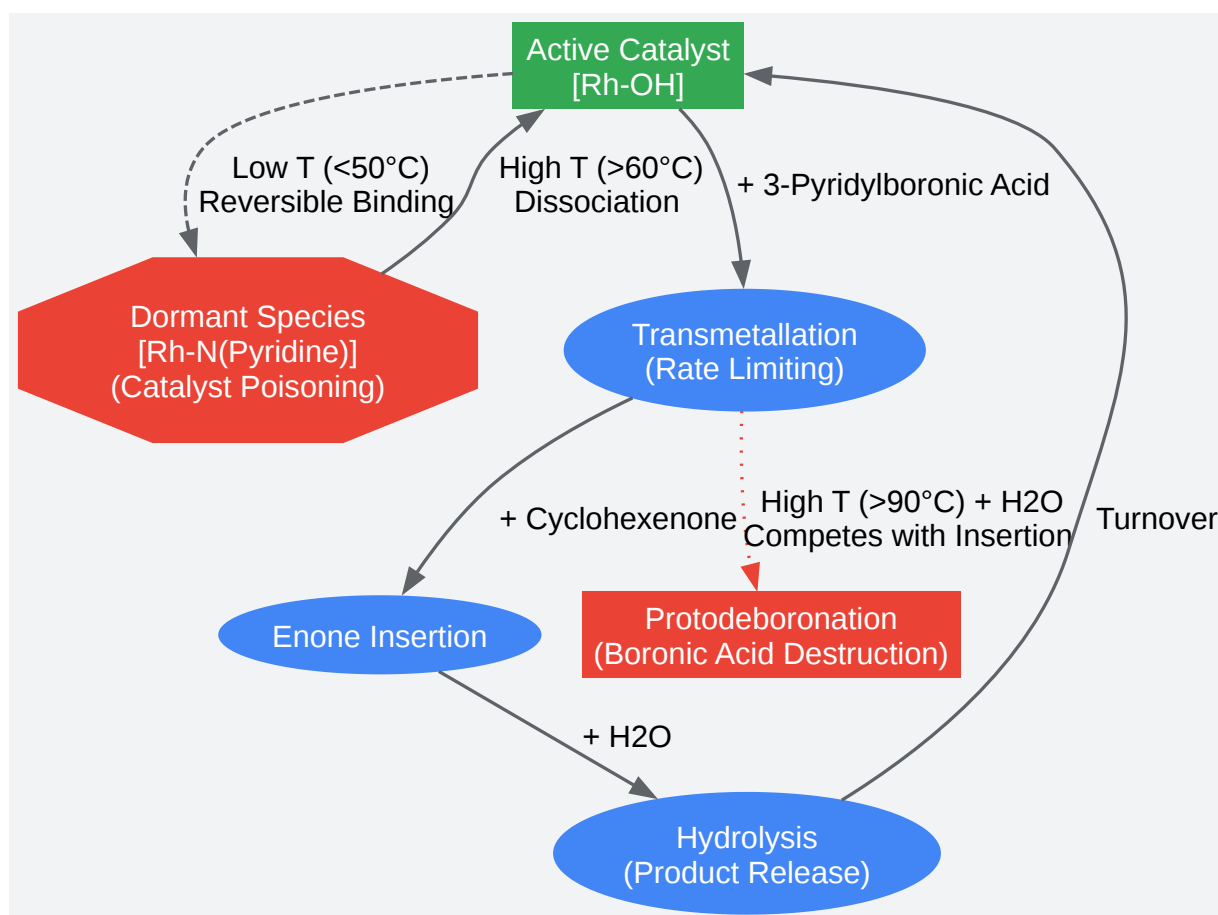 Active Catalyst
[Rh-OH]
Low T (<50°C)
Reversible Binding
High T (>60°C)
Dissociation
+ 3-Pyridylboronic Acid
Dormant Species
[Rh-N(Pyridine)]
(Catalyst Poisoning)
Transmetallation
(Rate Limiting)
+ Cyclohexenone
High T (>90°C) + H2O
Competes with Insertion
Turnover
Enone Insertion
Protodeboronation
(Boronic Acid Destruction)
+ H2O
Hydrolysis
(Product Release)